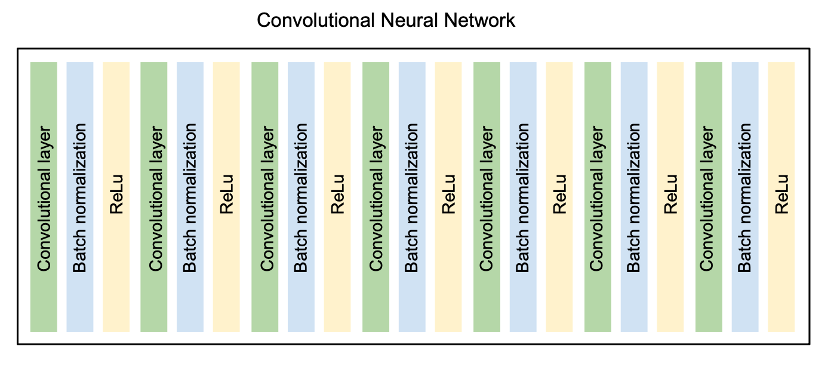 Convolutional Neural Network
Convolutional layer
Batch normalization
ReLu
Convolutional layer
Batch normalization
ReLu
Convolutional layer
Batch normalization
ReLu
Convolutional layer
Batch normalization
ReLu
Convolutional layer
Batch normalization
ReLu
Convolutional layer
Batch normalization
ReLu
Convolutional layer
Batch normalization
ReLu